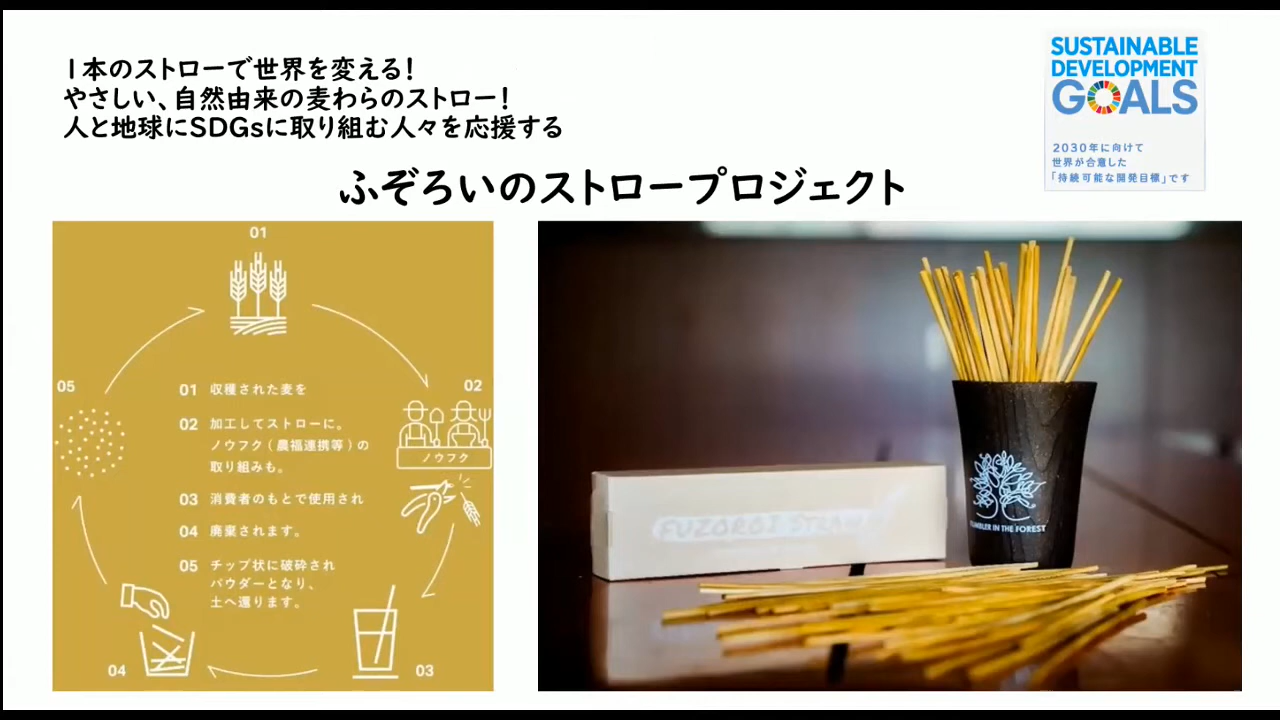 1本のストローで世界を変える!
やさしい、自然由来の麦わらのストロー!
人と地球にSDGsに取り組む人々を応援する
SUSTAINABLE
DEVELOPMENT
GOALS
2030年に向けて
世界が合意した
「持続可能な開発目標」です
ふぞろいのストロープロジェクト
01
05
02
ノウフク
01 収穫された麦を
02 加工してストローに。
ノウフク(農福連携等)の
取り組みも。
03 消費者のもとで使用され
04 廃棄されます。
05 チップ状に破砕され
パウダーとなり、
土へ還ります。
04
03
FUZOROI STRAW
TUMBLER IN THE FOREST